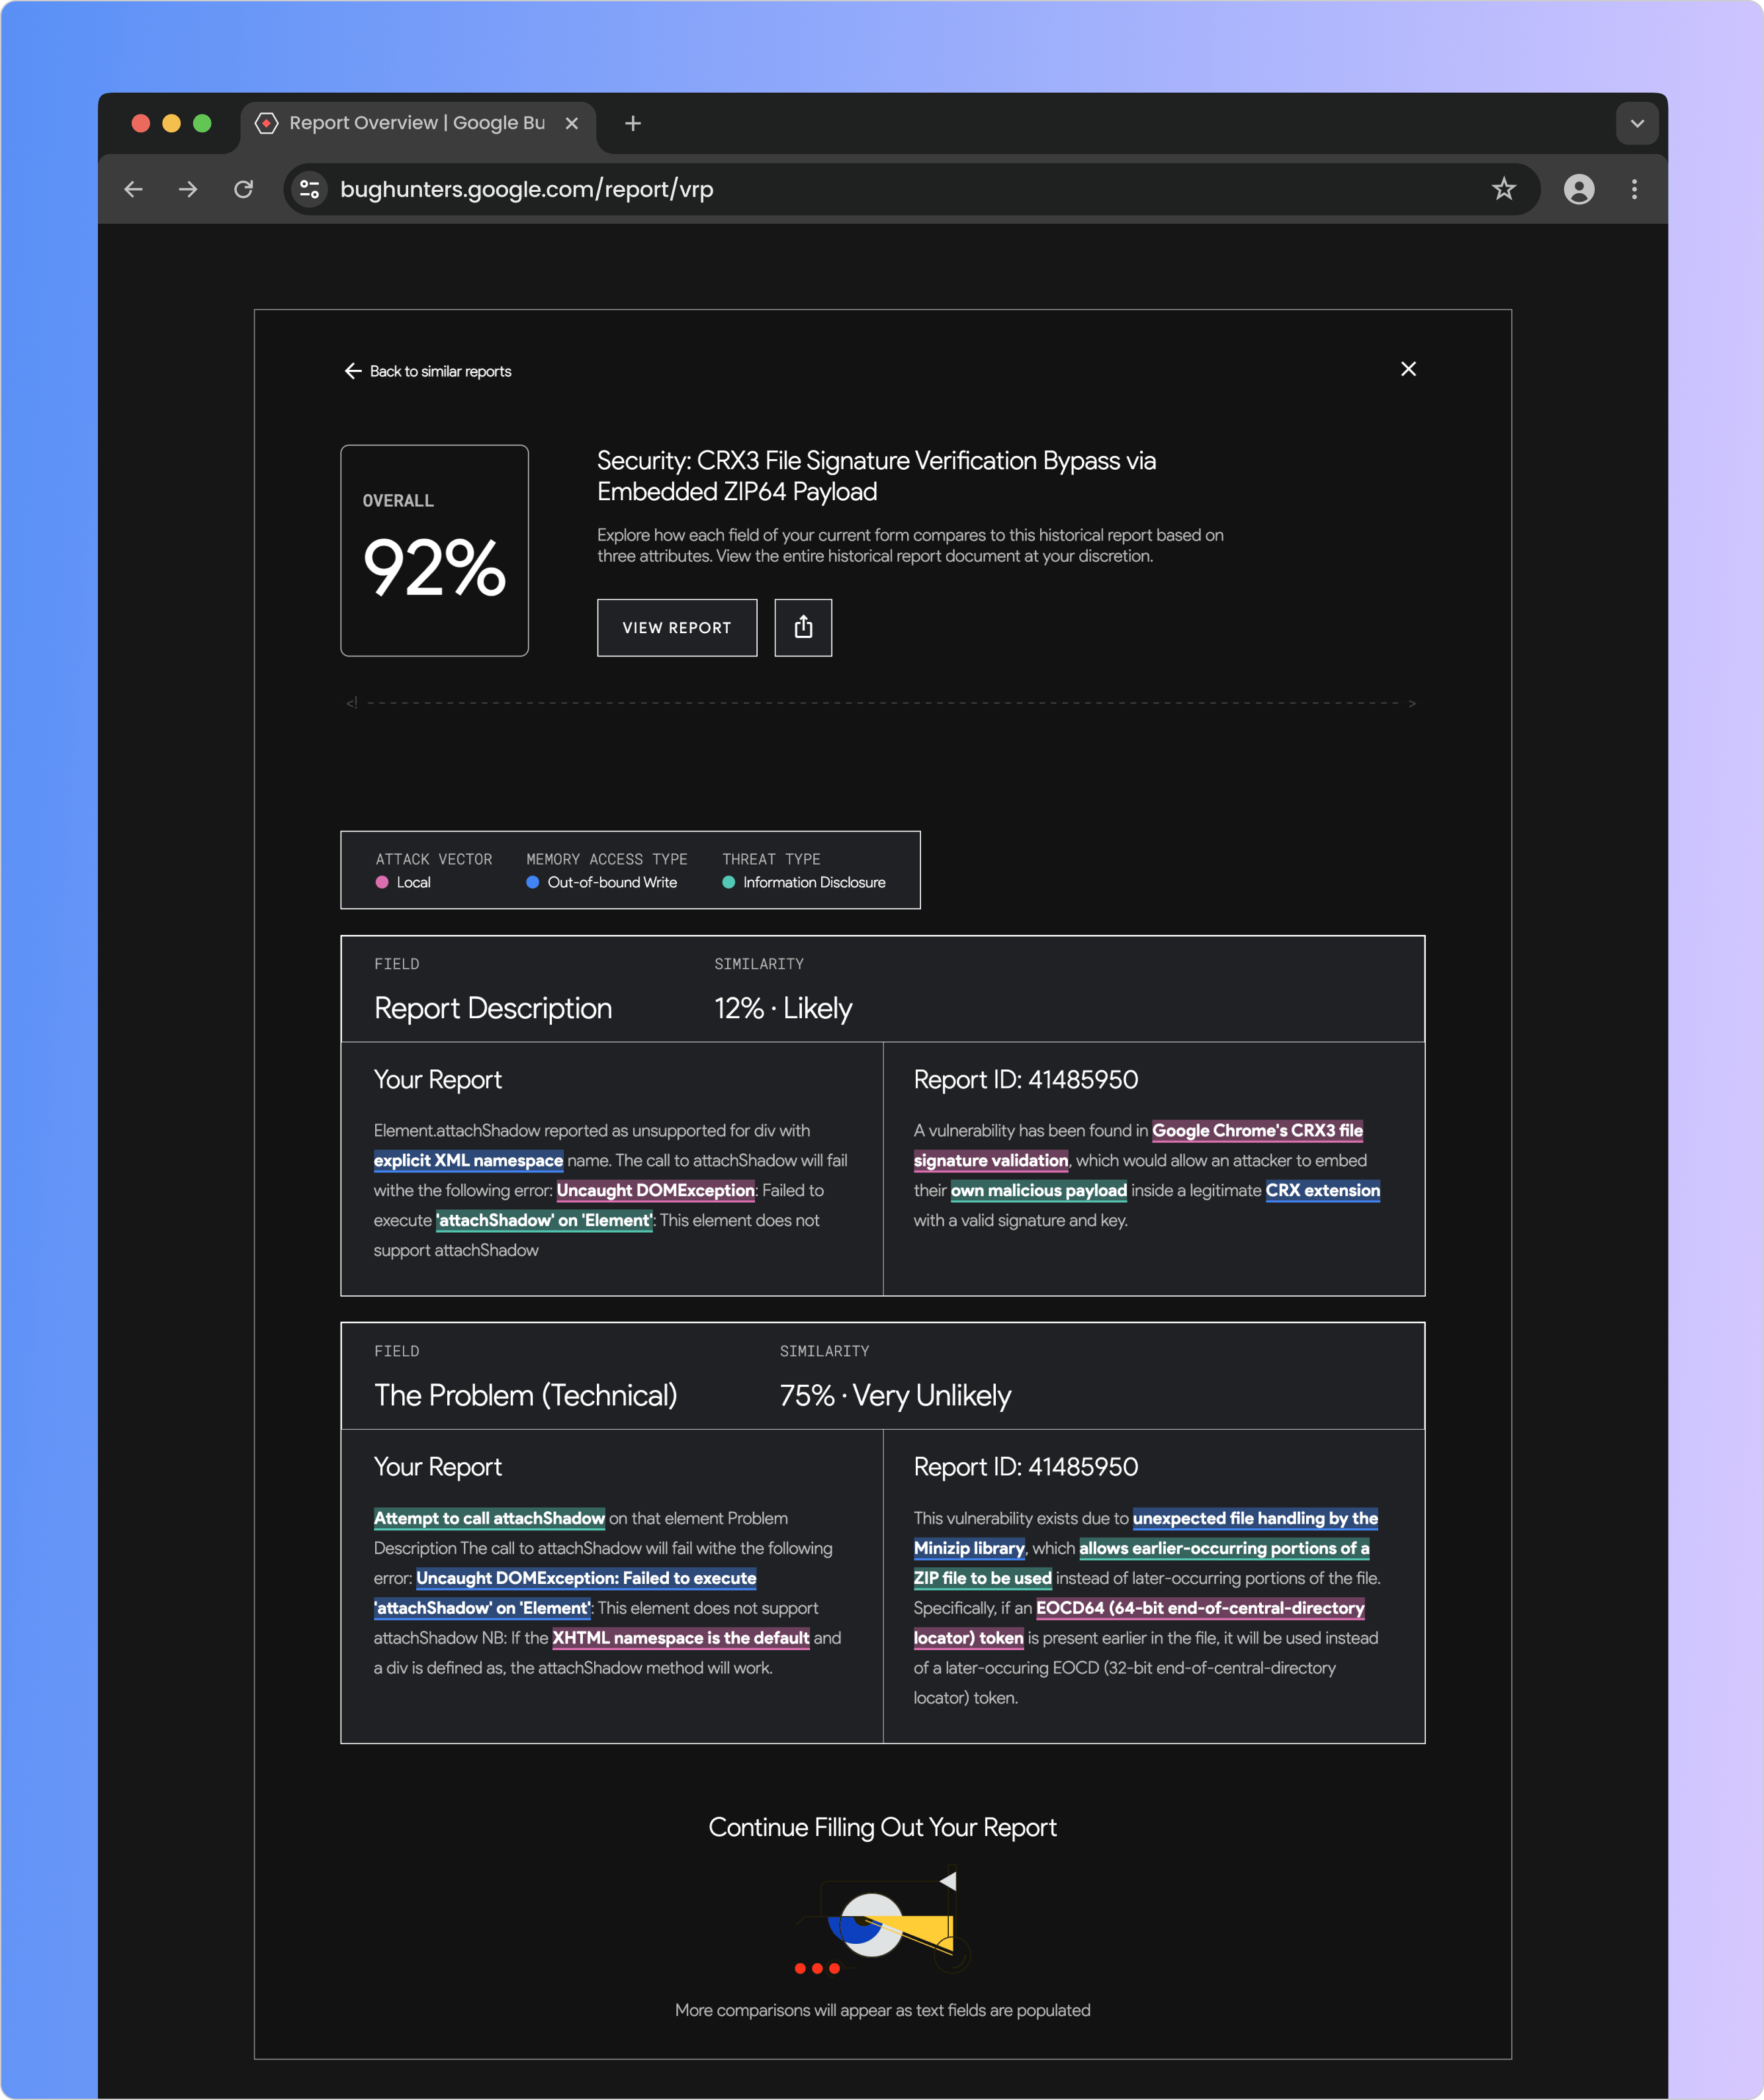 Report Overview | Google Bu
bughunters.google.com/report/vrp
Back to similar reports
OVERALL
92%
Security: CRX3 File Signature Verification Bypass via
Embedded ZIP64 Payload
Explore how each field of your current form compares to this historical report based on
three attributes. View the entire historical report document at your discretion.
VIEW REPORT
<! - - - - - - - - - - - - - - - - - - - - >
ATTACK VECTOR
Local
MEMORY ACCESS TYPE
Out-of-bound Write
THREAT TYPE
Information Disclosure
FIELD
Report Description
SIMILARITY
12% · Likely
Your Report
Element.attachShadow reported as unsupported for div with
explicit XML namespace name. The call to attachShadow will fail
withe the following error: Uncaught DOMException: Failed to
execute 'attachShadow' on 'Element': This element does not
support attachShadow
Report ID: 41485950
A vulnerability has been found in Google Chrome's CRX3 file
signature validation, which would allow an attacker to embed
their own malicious payload inside a legitimate CRX extension
with a valid signature and key.
FIELD
The Problem (Technical)
SIMILARITY
75% · Very Unlikely
Your Report
Attempt to call attachShadow on that element Problem
Description The call to attachShadow will fail withe the following
error: Uncaught DOMException: Failed to execute
'attachShadow' on 'Element': This element does not support
attachShadow NB: If the XHTML namespace is the default and
a div is defined as, the attachShadow method will work.
Report ID: 41485950
This vulnerability exists due to unexpected file handling by the
Minizip library, which allows earlier-occurring portions of a
ZIP file to be used instead of later-occurring portions of the file.
Specifically, if an EOCD64 (64-bit end-of-central-directory
locator) token is present earlier in the file, it will be used instead
of a later-occuring EOCD (32-bit end-of-central-directory
locator) token.
Continue Filling Out Your Report
More comparisons will appear as text fields are populated